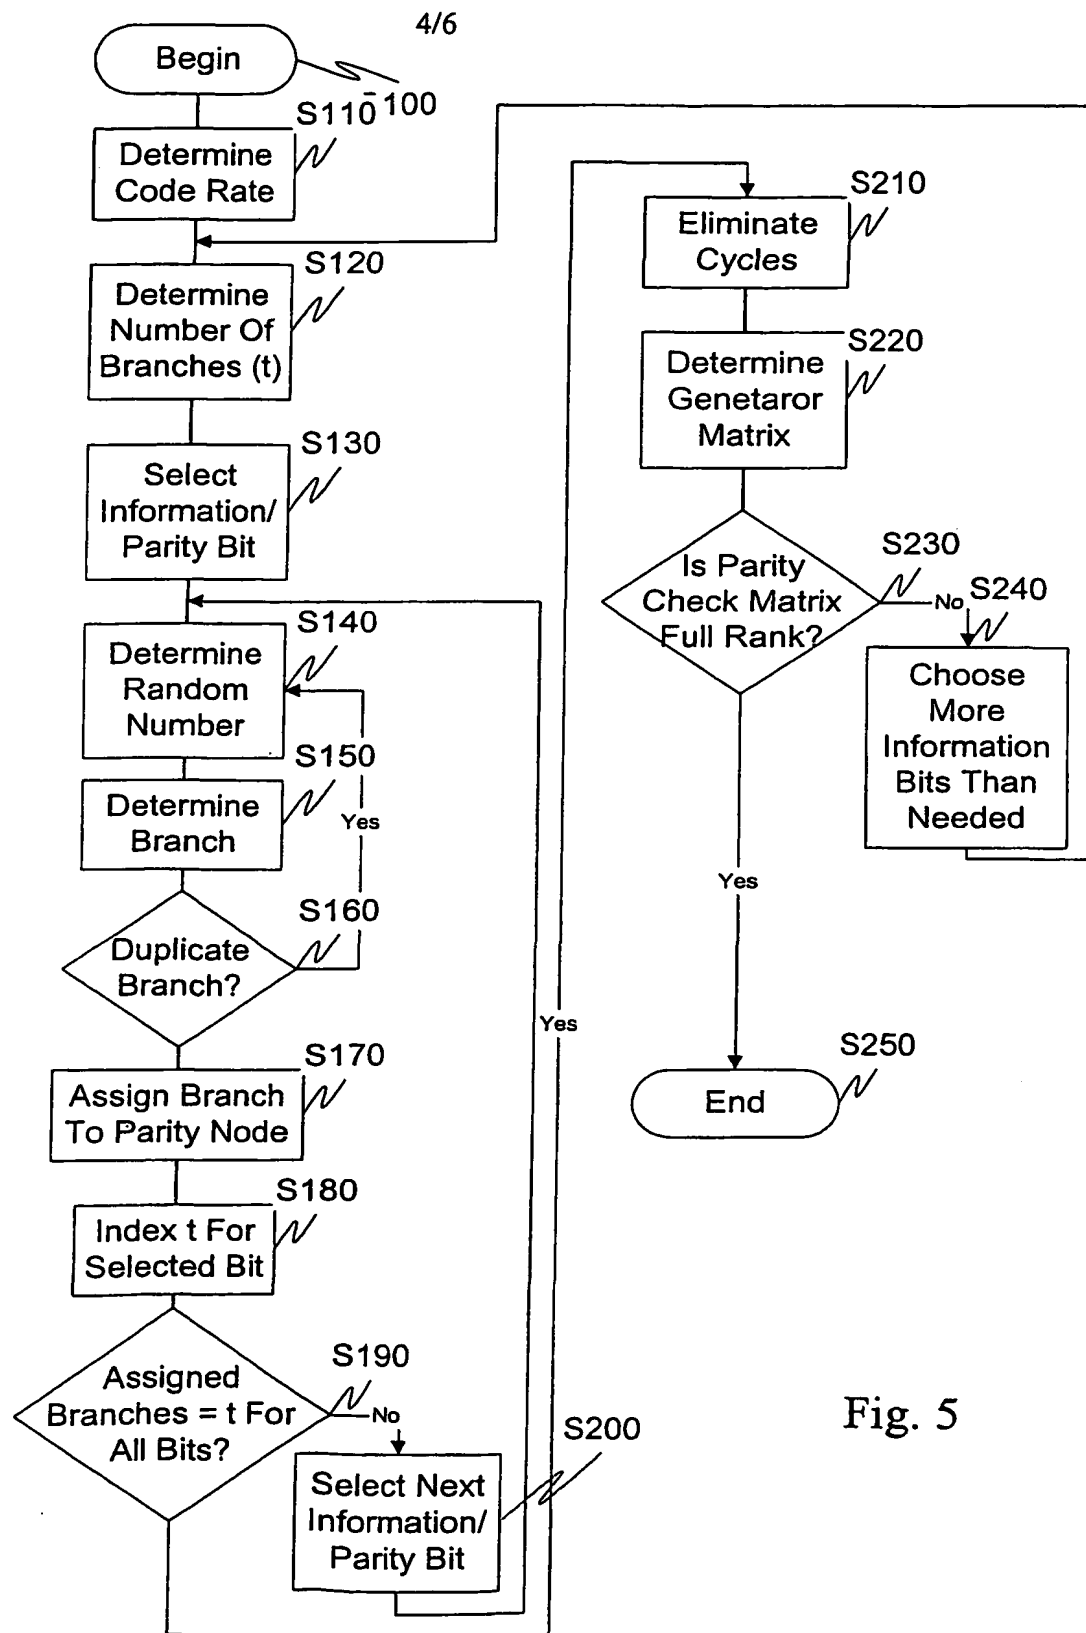 4/6
Begin
100
S110
Determine
Code Rate
S120
Determine
Number Of
Branches (t)
S130
Select
Information/
Parity Bit
S140
Determine
Random
Number
S150
Determine
Branch
Yes
S160
Duplicate
Branch?
S170
Assign Branch
To Parity Node
S180
Index t For
Selected Bit
S190
Assigned
Branches = t For
All Bits?
No
S200
Select Next
Information/
Parity Bit
Yes
S210
Eliminate
Cycles
S220
Determine
Genetaror
Matrix
S230
Is Parity
Check Matrix
Full Rank?
No
S240
Choose
More
Information
Bits Than
Needed
Yes
S250
End
Fig. 5